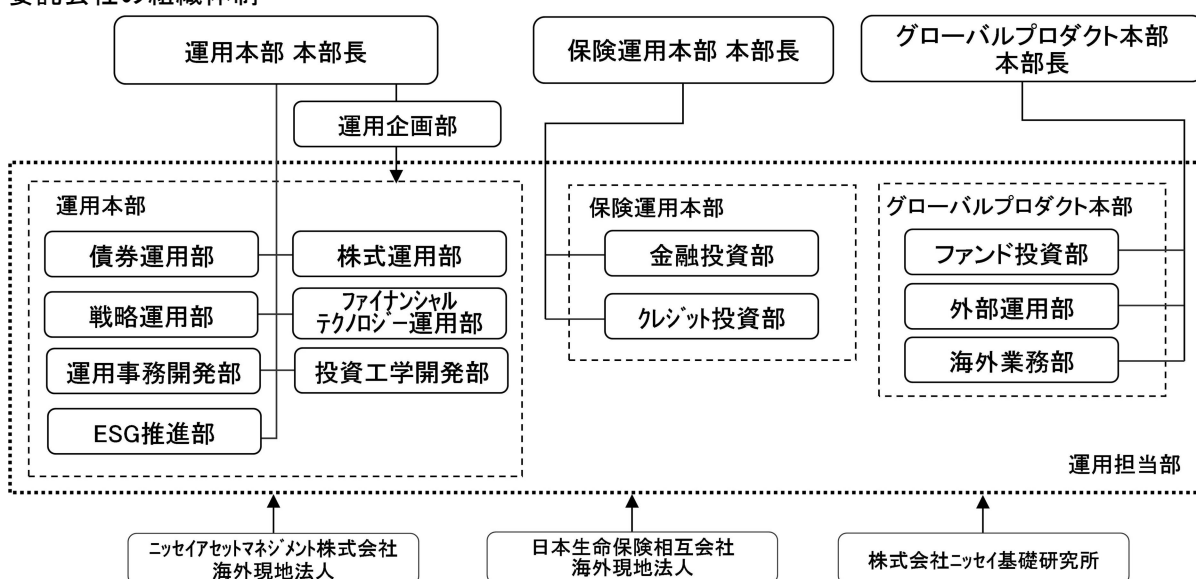 委託会社の組織体制
運用本部 本部長
保険運用本部 本部長
グローバルプロダクト本部
本部長
運用企画部
運用本部
債券運用部
株式運用部
戦略運用部
ファイナンシャル
テクノロジー運用部
運用事務開発部
投資工学開発部
ESG推進部
保険運用本部
金融投資部
クレジット投資部
グローバルプロダクト本部
ファンド投資部
外部運用部
海外業務部
運用担当部
ニッセイアセットマネジメント株式会社
海外現地法人
日本生命保険相互会社
海外現地法人
株式会社ニッセイ基礎研究所